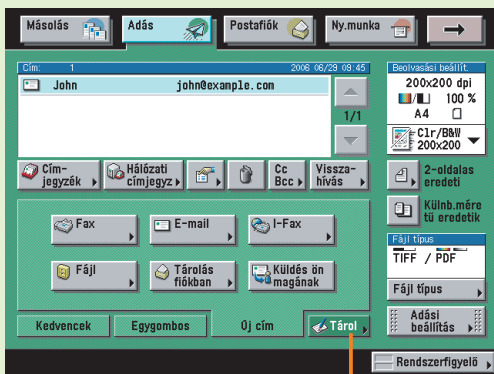 Másolás
Adás
Postafiók
Ny.munka
Cím: 1
2006 06/29 09:45
John john@example.com
1/1
Cím-
jegyzék
Hálózati
címjegyz
Cc
Bcc
Vissza-
hívás
Fax
E-mail
I-Fax
Fájl
Tárolás
fiókban
Küldés ön
magának
Kedvencek
Egygombos
Új cím
Tárol
Beolvasási beállít.
200x200 dpi
100 %
A4
Clr/B&W
200x200
2-oldalas
eredeti
Különb.mére
tű eredetik
Fájl típus
TIFF / PDF
Fájl típus
Adási
beállítás
Rendszerfigyelő